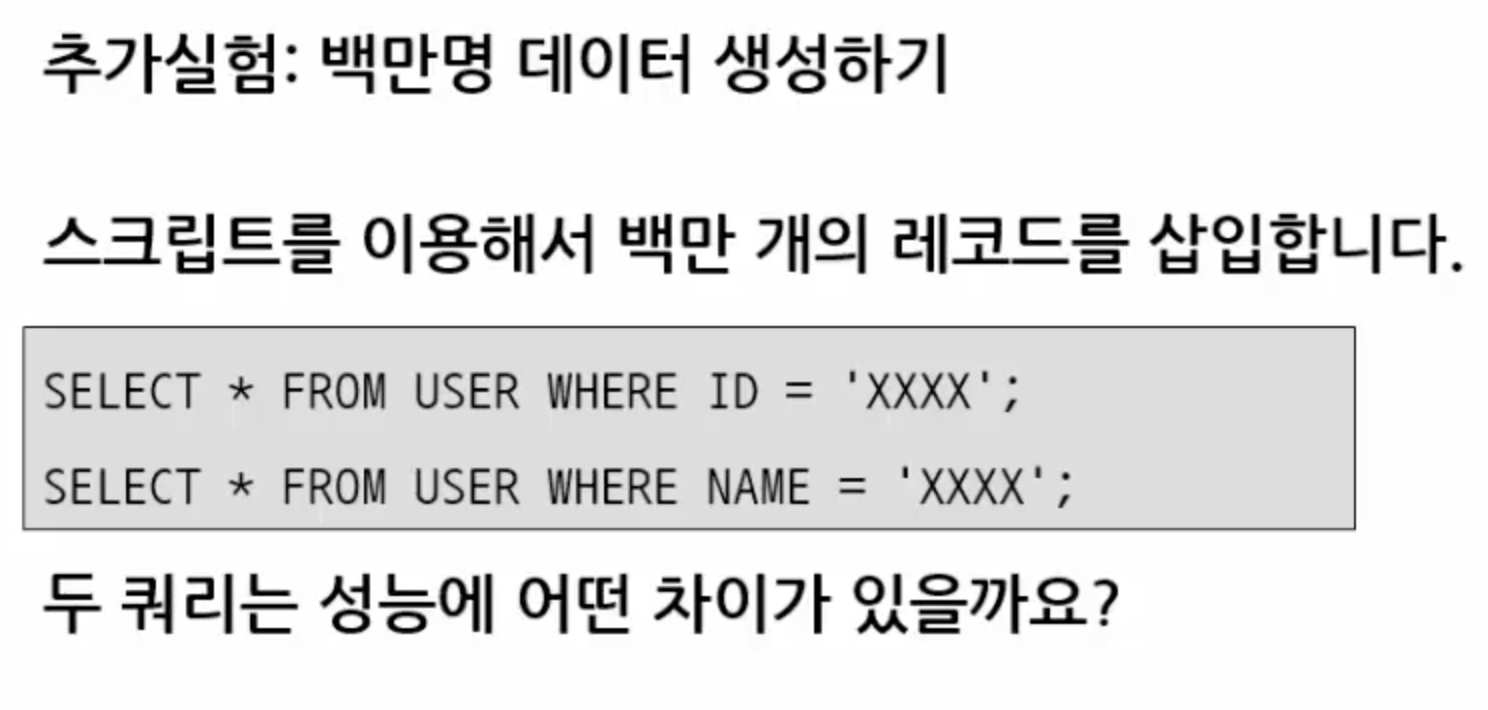 추가실험: 백만명 데이터 생성하기
스크립트를 이용해서 백만 개의 레코드를 삽입합니다.
SELECT * FROM USER WHERE ID = 'XXXX';
SELECT * FROM USER WHERE NAME = 'XXXX';
두 쿼리는 성능에 어떤 차이가 있을까요?